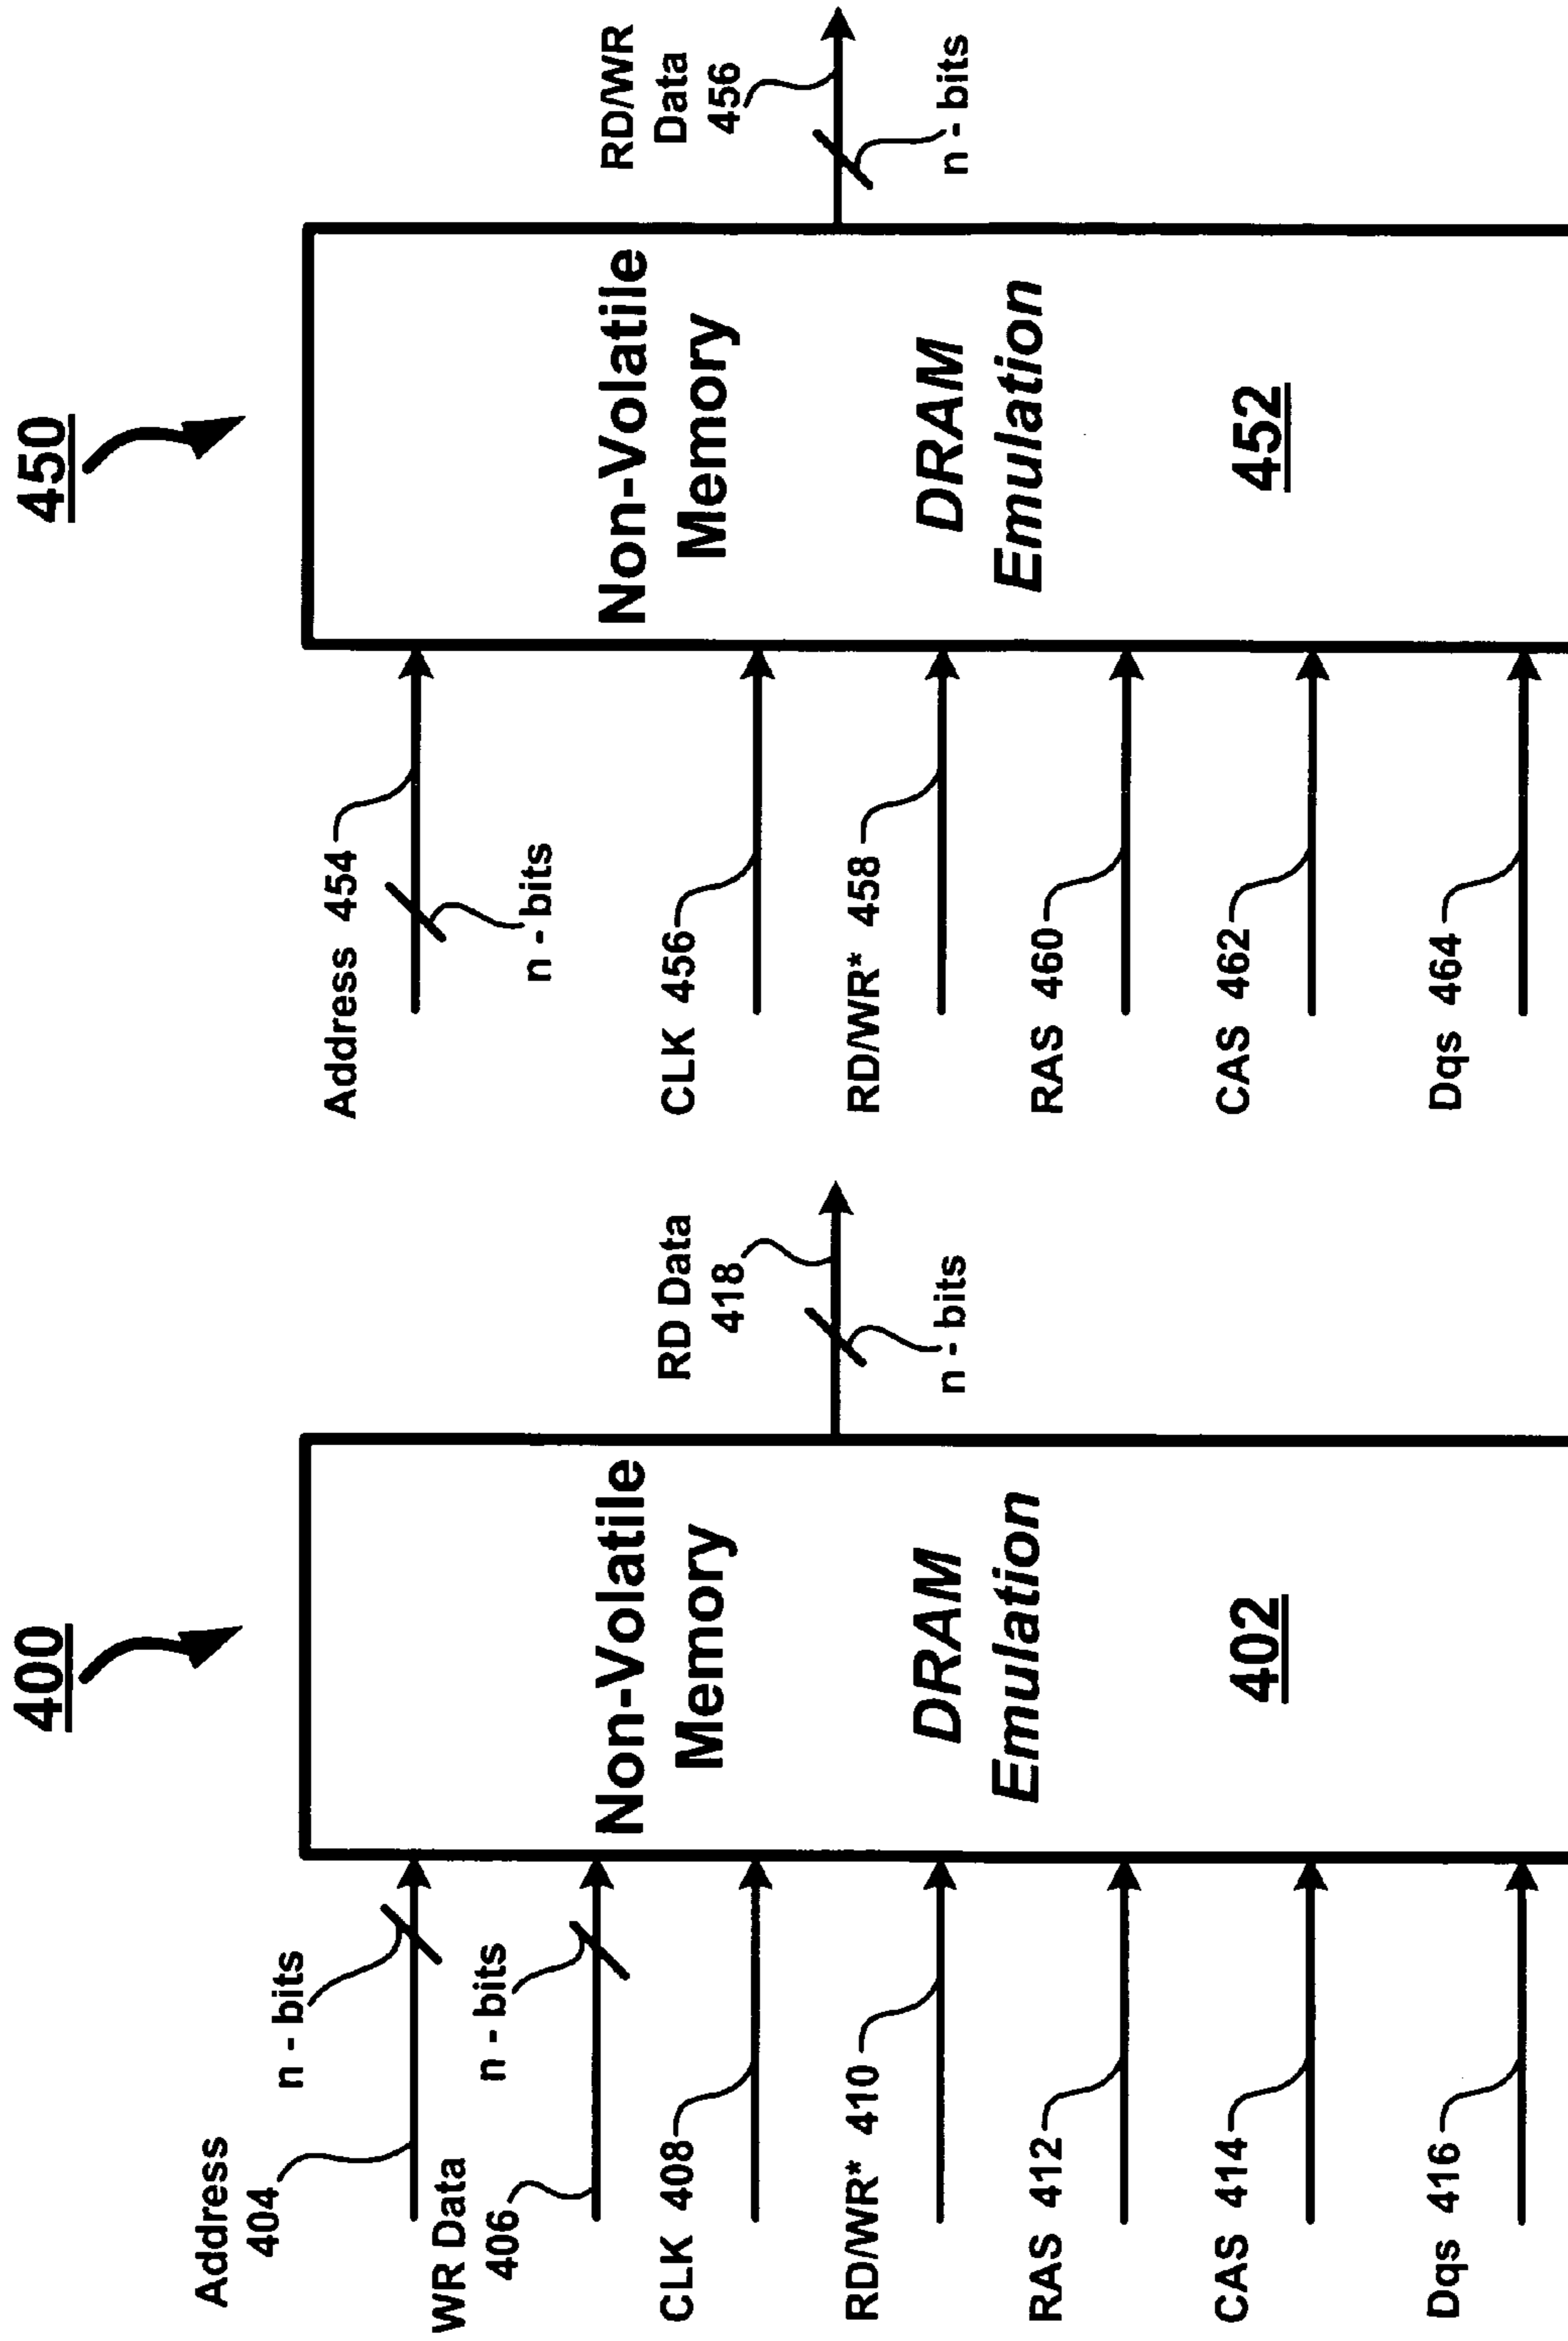 400
Address
404
n - bits
WR Data
406
n - bits
CLK 408
RD/WR* 410
RAS 412
CAS 414
Dqs 416
Non-Volatile
Memory
DRAM
Emulation
402
RD Data
418
n - bits
450
Address 454
n - bits
CLK 456
RD/WR* 458
RAS 460
CAS 462
Dqs 464
Non-Volatile
Memory
DRAM
Emulation
452
RD/WR
Data
456
n - bits